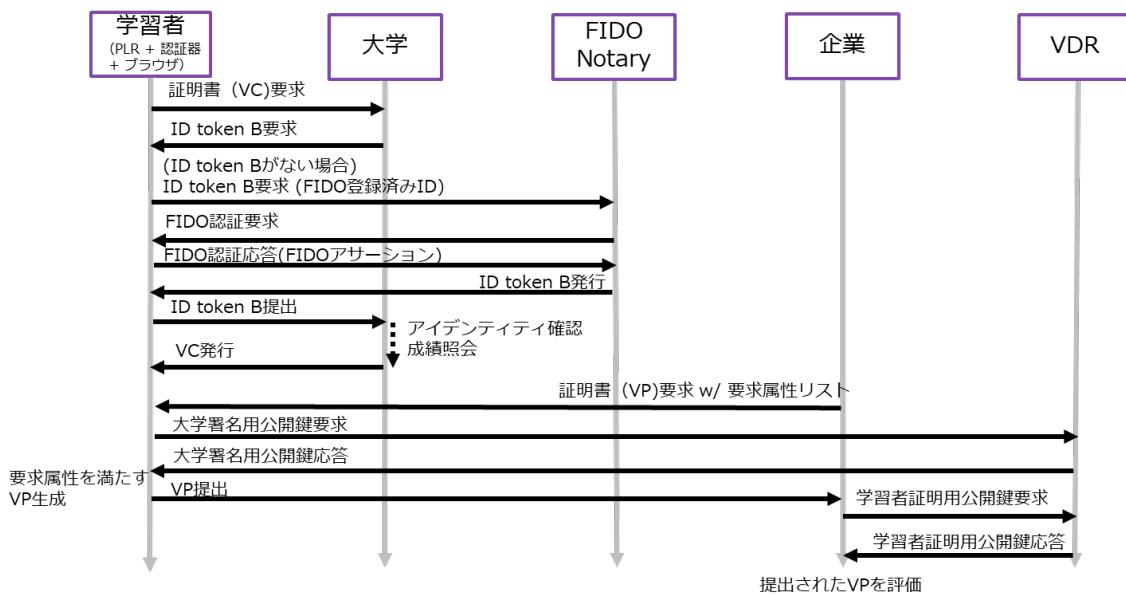 学習者
(PLR + 認証器
+ ブラウザ)
大学
FIDO
Notary
企業
VDR
証明書（VC)要求
ID token B要求
(ID token Bがない場合)
ID token B要求 (FIDO登録済みID)
FIDO認証要求
FIDO認証応答(FIDOアサーション)
ID token B発行
ID token B提出
アイデンティティ確認
成績照会
VC発行
証明書（VP)要求 w/ 要求属性リスト
大学署名用公開鍵要求
大学署名用公開鍵応答
要求属性を満たす
VP生成
VP提出
学習者証明用公開鍵要求
学習者証明用公開鍵応答
提出されたVPを評価